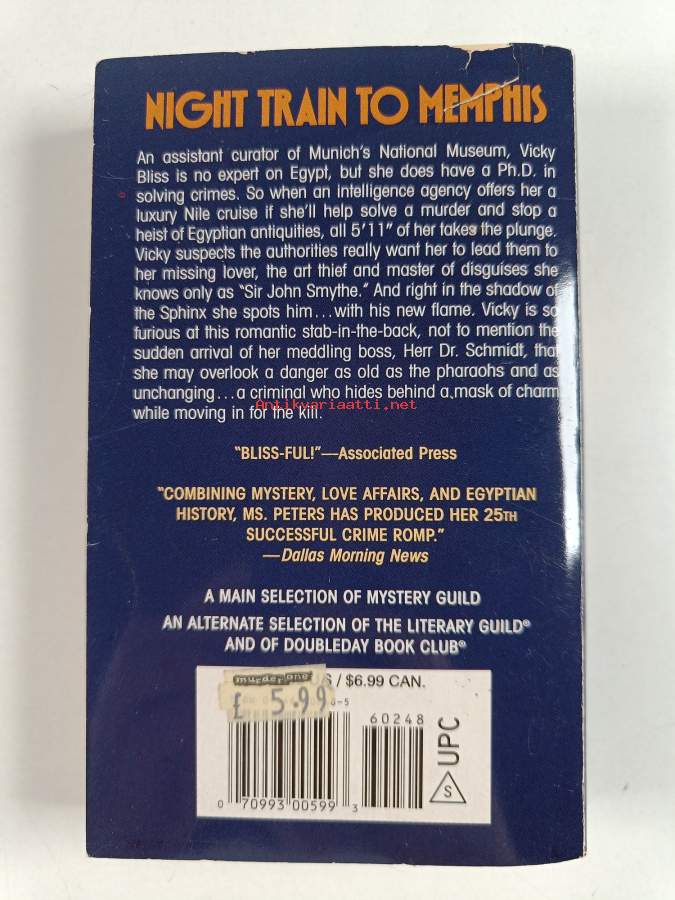 NIGHT TRAIN TO MEMPHIS
An assistant curator of Munich's National Museum, Vicky
Bliss is no expert on Egypt, but she does have a Ph.D. in
solving crimes. So when an intelligence agency offers her a
luxury Nile cruise if she'll help solve a murder and stop a
heist of Egyptian antiquities, all 5'11" of her takes the plunge.
Vicky suspects the authorities really want her to lead them to
her missing lover, the art thief and master of disguises she
knows only as "Sir John Smythe." And right in the shadow of
the Sphinx she spots him...with his new flame. Vicky is so
furious at this romantic stab-in-the-back, not to mention the
sudden arrival of her meddling boss, Herr Dr. Schmidt, that
she may overlook a danger as old as the pharaohs and as
unchanging...a criminal who hides behind a mask of charm
Antikvariaatti.net
while moving in for the kill.
"BLISS-FUL!"—Associated Press
"COMBINING MYSTERY, LOVE AFFAIRS, AND EGYPTIAN
HISTORY, MS. PETERS HAS PRODUCED HER 25TH
SUCCESSFUL CRIME ROMP."
—Dallas Morning News
A MAIN SELECTION OF MYSTERY GUILD
AN ALTERNATE SELECTION OF THE LITERARY GUILD®
AND OF DOUBLEDAY BOOK CLUB®
murder one
S / $6.99 CAN.
£ 5.99
-5
60248
UPC
S
0 70993 00599 3